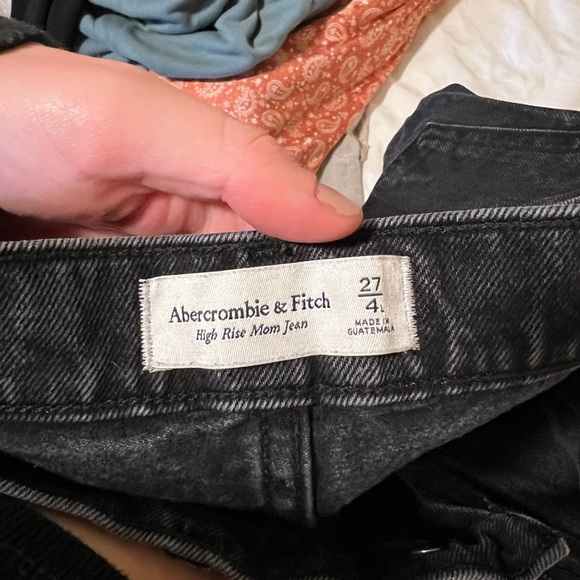 Abercrombie & Fitch
High Rise Mom Jean
27
4L
MADE IN
GUATEMALA